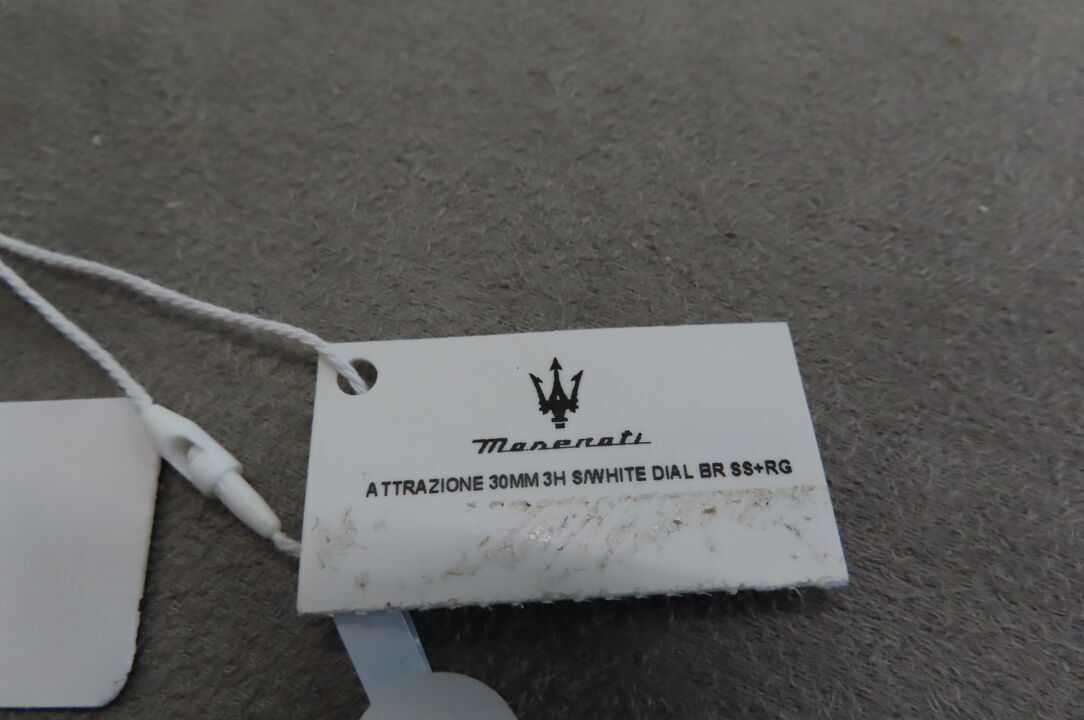 Maserati
ATTRAZIONE 30MM 3H S/WHITE DIAL BR SS+RG